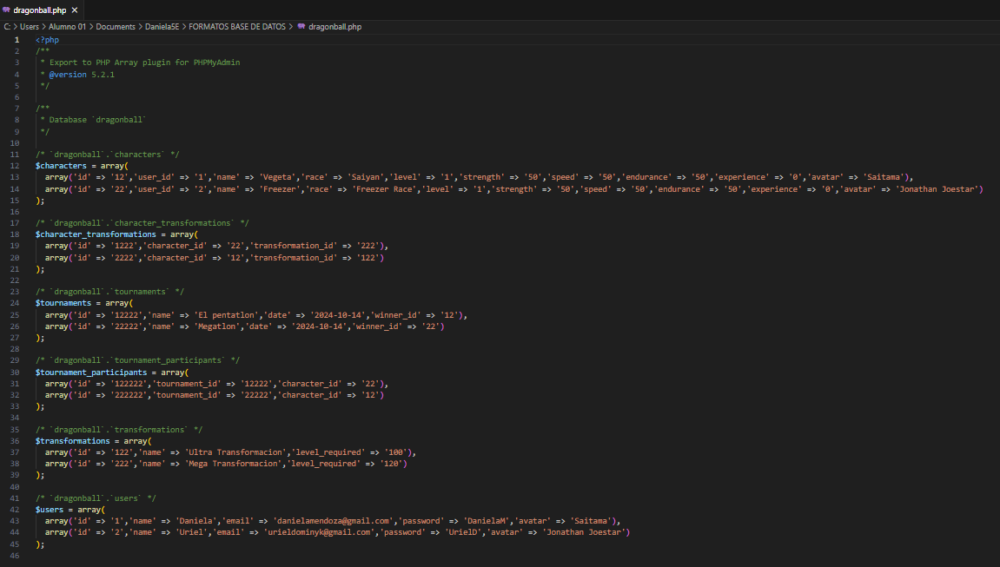 dragonball.php
C: > Users > Alumno 01 > Documents > Daniela5E > FORMATOS BASE DE DATOS > dragonball.php
1 <?php
2 /**
3 * Export to PHP Array plugin for PHPMyAdmin
4 * @version 5.2.1
5 */
6
7 /**
8 * Database `dragonball`
9 */
10
11 /* `dragonball`.`characters` */
12 $characters = array(
13 array('id' => '12','user_id' => '1','name' => 'Vegeta','race' => 'Saiyan','level' => '1','strength' => '50','speed' => '50','endurance' => '50','experience' => '0','avatar' => 'Saitama'),
14 array('id' => '22','user_id' => '2','name' => 'Freezer','race' => 'Freezer Race','level' => '1','strength' => '50','speed' => '50','endurance' => '50','experience' => '0','avatar' => 'Jonathan Joestar')
15 );
16
17 /* `dragonball`.`character_transformations` */
18 $character_transformations = array(
19 array('id' => '1222','character_id' => '22','transformation_id' => '222'),
20 array('id' => '2222','character_id' => '12','transformation_id' => '122')
21 );
22
23 /* `dragonball`.`tournaments` */
24 $tournaments = array(
25 array('id' => '12222','name' => 'El pentatlon','date' => '2024-10-14','winner_id' => '12'),
26 array('id' => '22222','name' => 'Megatlon','date' => '2024-10-14','winner_id' => '22')
27 );
28
29 /* `dragonball`.`tournament_participants` */
30 $tournament_participants = array(
31 array('id' => '122222','tournament_id' => '12222','character_id' => '22'),
32 array('id' => '222222','tournament_id' => '22222','character_id' => '12')
33 );
34
35 /* `dragonball`.`transformations` */
36 $transformations = array(
37 array('id' => '122','name' => 'Ultra Transformacion','level_required' => '100'),
38 array('id' => '222','name' => 'Mega Transformacion','level_required' => '120')
39 );
40
41 /* `dragonball`.`users` */
42 $users = array(
43 array('id' => '1','name' => 'Daniela','email' => 'danielamendoza@gmail.com','password' => 'DanielaM','avatar' => 'Saitama'),
44 array('id' => '2','name' => 'Uriel','email' => 'urieldominyk@gmail.com','password' => 'UrielD','avatar' => 'Jonathan Joestar')
45 );
46